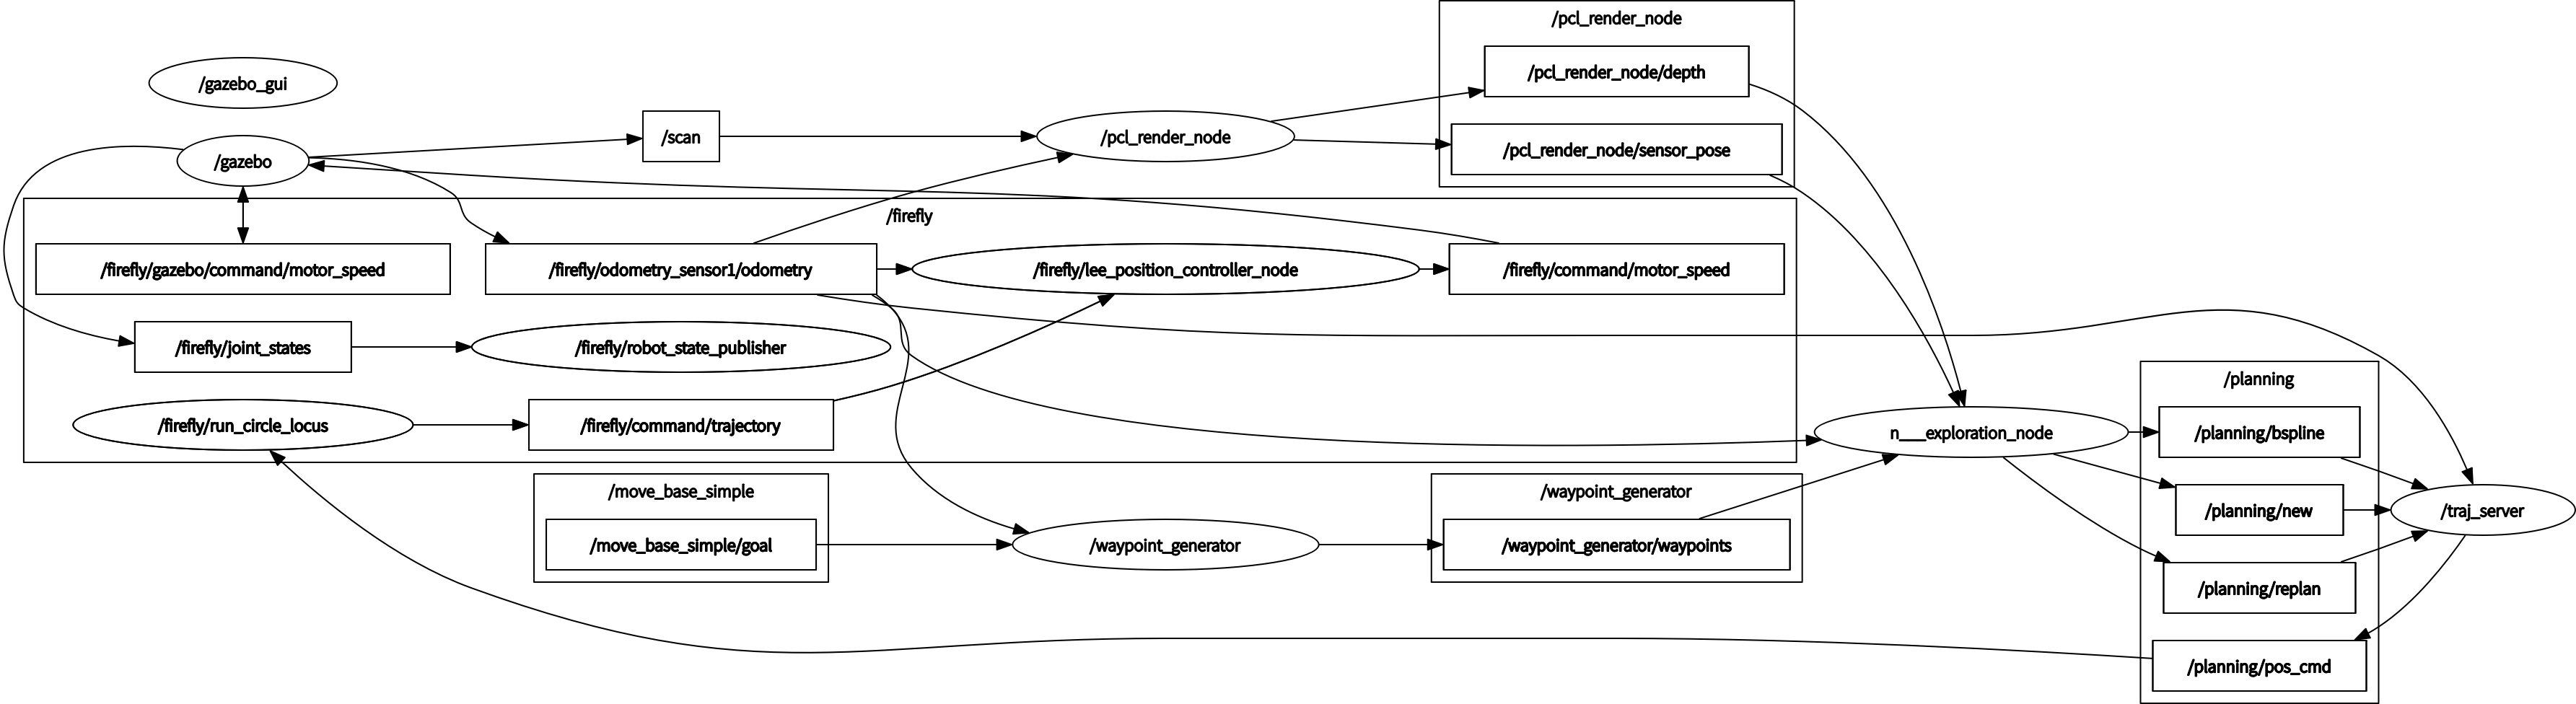 /pcl_render_node
/pcl_render_node/depth
/gazebo_gui
/scan
/pcl_render_node
/pcl_render_node/sensor_pose
/gazebo
/firefly
/firefly/gazebo/command/motor_speed
/firefly/odometry_sensor1/odometry
/firefly/lee_position_controller_node
/firefly/command/motor_speed
/firefly/joint_states
/firefly/robot_state_publisher
/planning
/firefly/run_circle_locus
/firefly/command/trajectory
n___exploration_node
/planning/bspline
/move_base_simple
/waypoint_generator
/planning/new
/traj_server
/move_base_simple/goal
/waypoint_generator
/waypoint_generator/waypoints
/planning/replan
/planning/pos_cmd